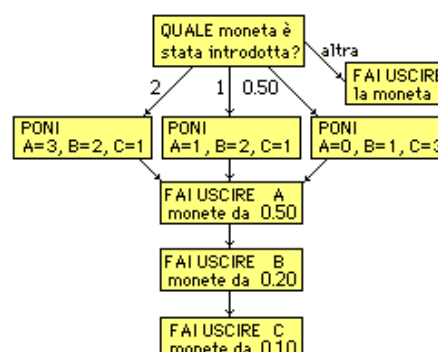 QUALE moneta è
stata introdotta?
altra
FAI USCIRE
la moneta
2
1
0.50
PONI
A=3, B=2, C=1
PONI
A=1, B=2, C=1
PONI
A=0, B=1, C=3
FAI USCIRE A
monete da 0.50
FAI USCIRE B
monete da 0.20
FAI USCIRE C
monete da 0.10